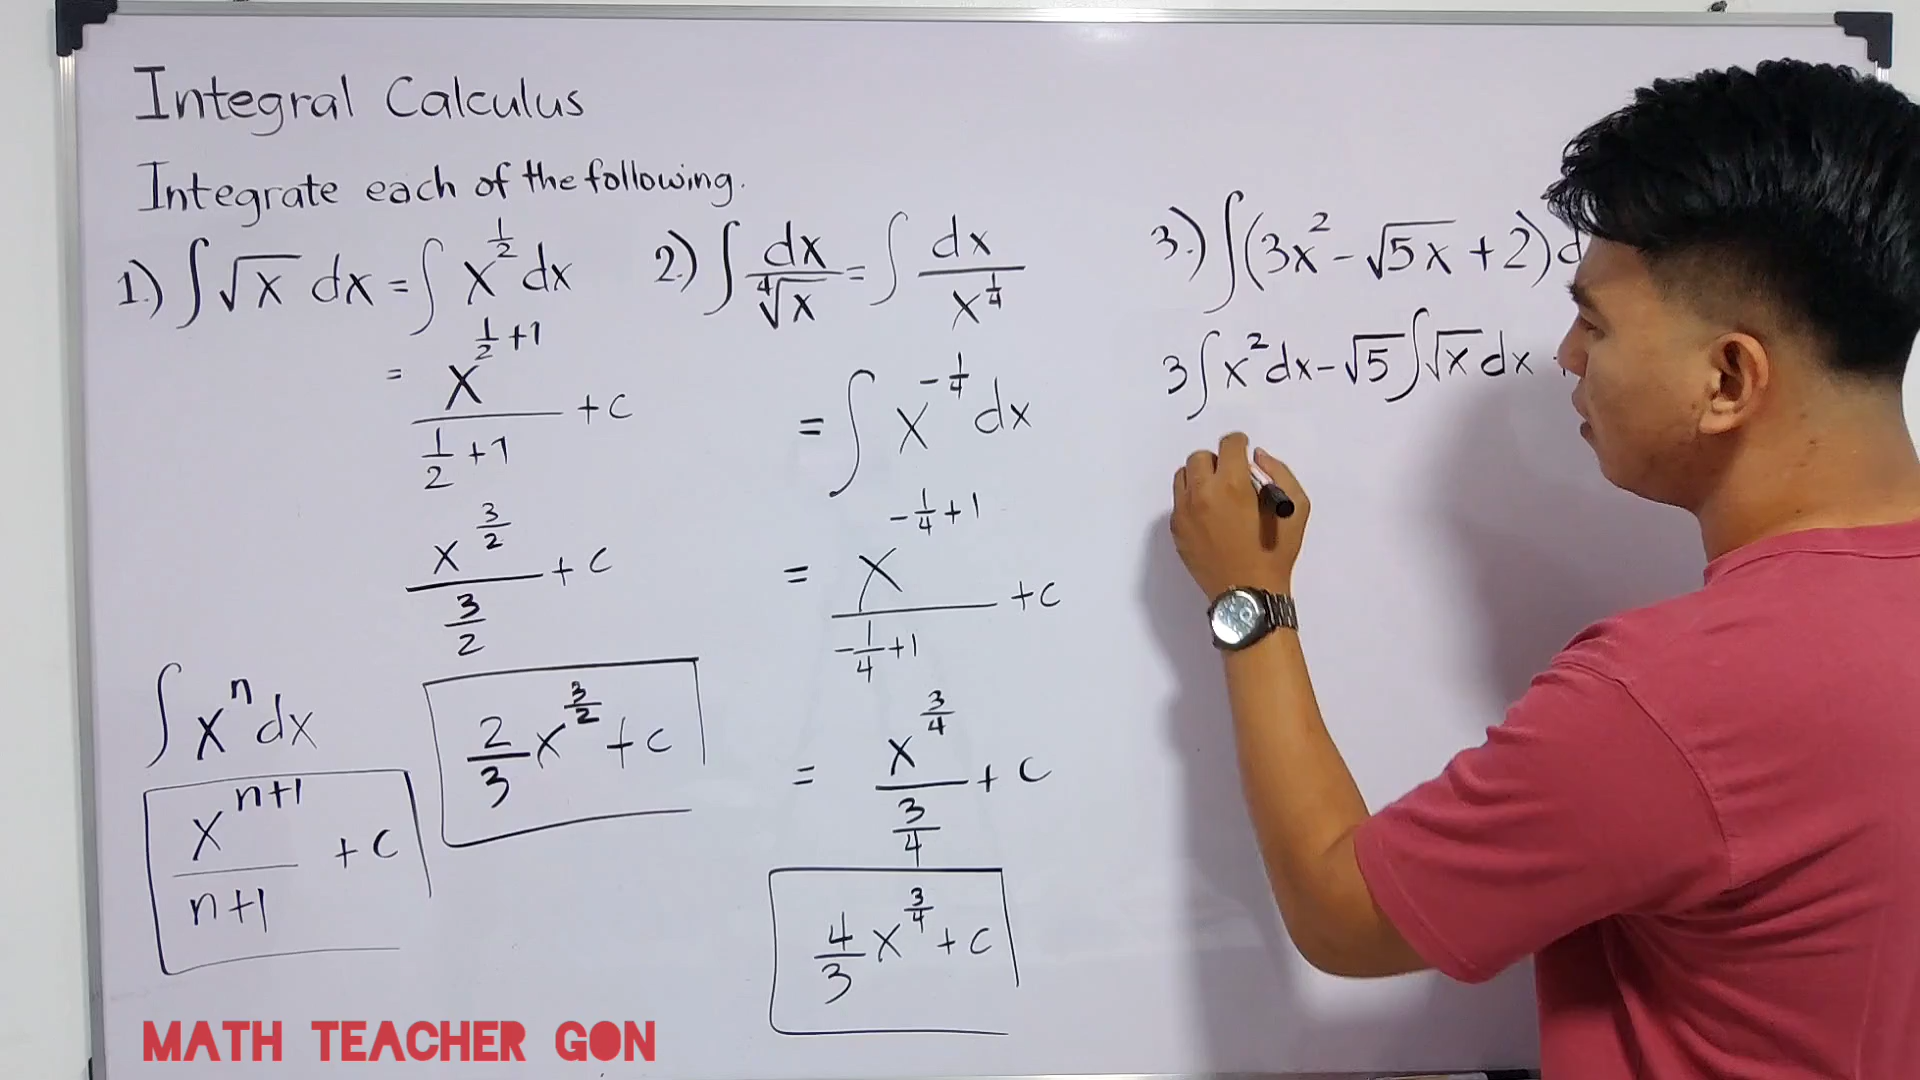 Integral Calculus
Integrate each of the following.
1.) ∫√x dx = ∫ x^(1/2) dx
= x^(1/2 + 1) / (1/2 + 1) + c
x^(3/2) / (3/2) + c
2/3 x^(3/2) + c
∫ x^n dx
x^(n+1) / (n+1) + c
2.) ∫ dx / ∜x = ∫ dx / x^(1/4)
= ∫ x^(-1/4) dx
= x^(-1/4 + 1) / (-1/4 + 1) + c
= x^(3/4) / (3/4) + c
4/3 x^(3/4) + c
3.) ∫(3x² - √5x + 2) d
3∫x² dx - √5 ∫√x dx
MATH TEACHER GON